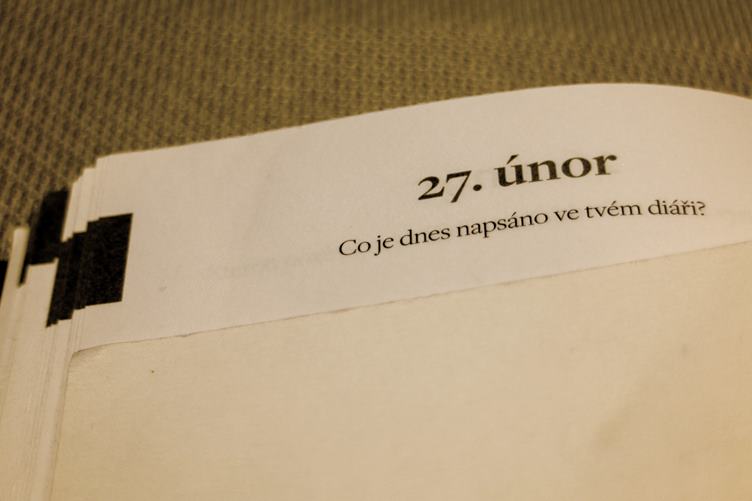 27. únor
Co je dnes napsáno ve tvém diáři?